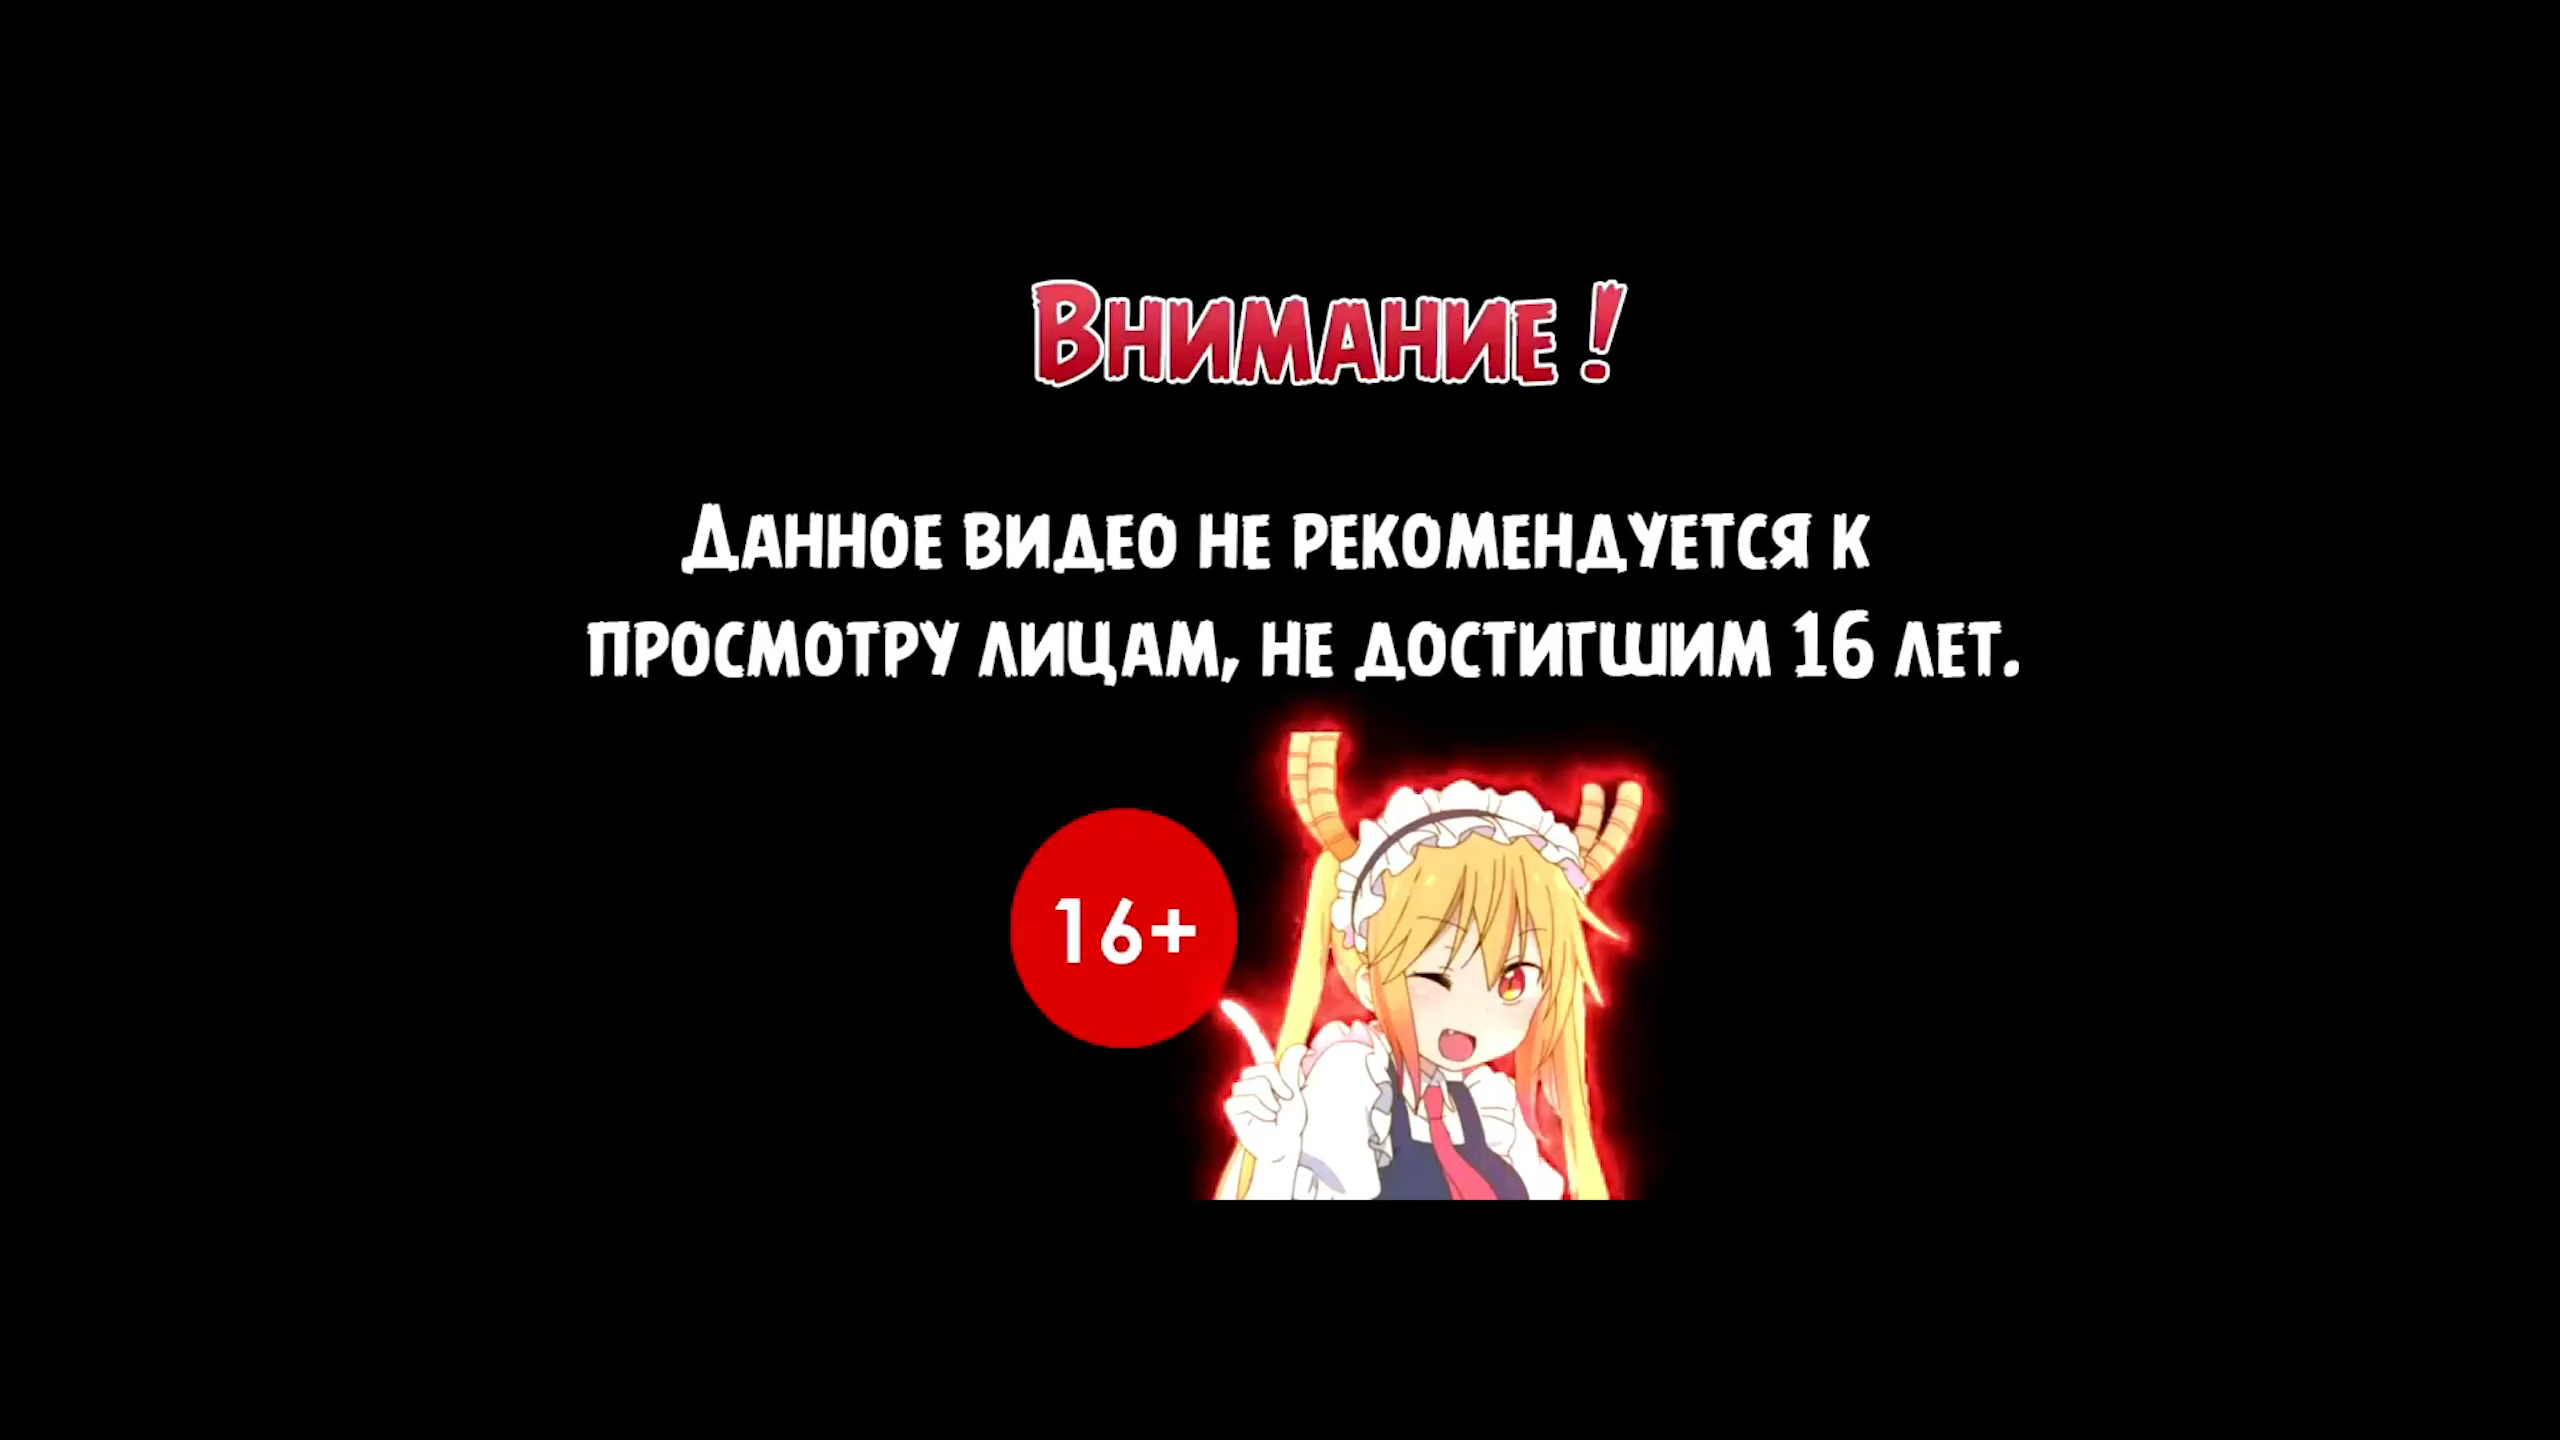 Внимание !
Данное видео не рекомендуется к
просмотру лицам, не достигшим 16 лет.
16+